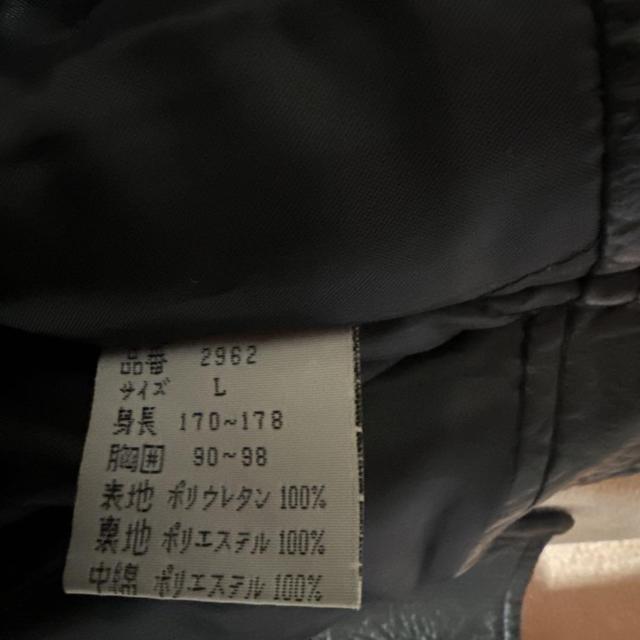 品番 2962
サイズ L
身長 170~178
胸囲 90~98
表地 ポリウレタン 100%
裏地 ポリエステル 100%
中綿 ポリエステル 100%